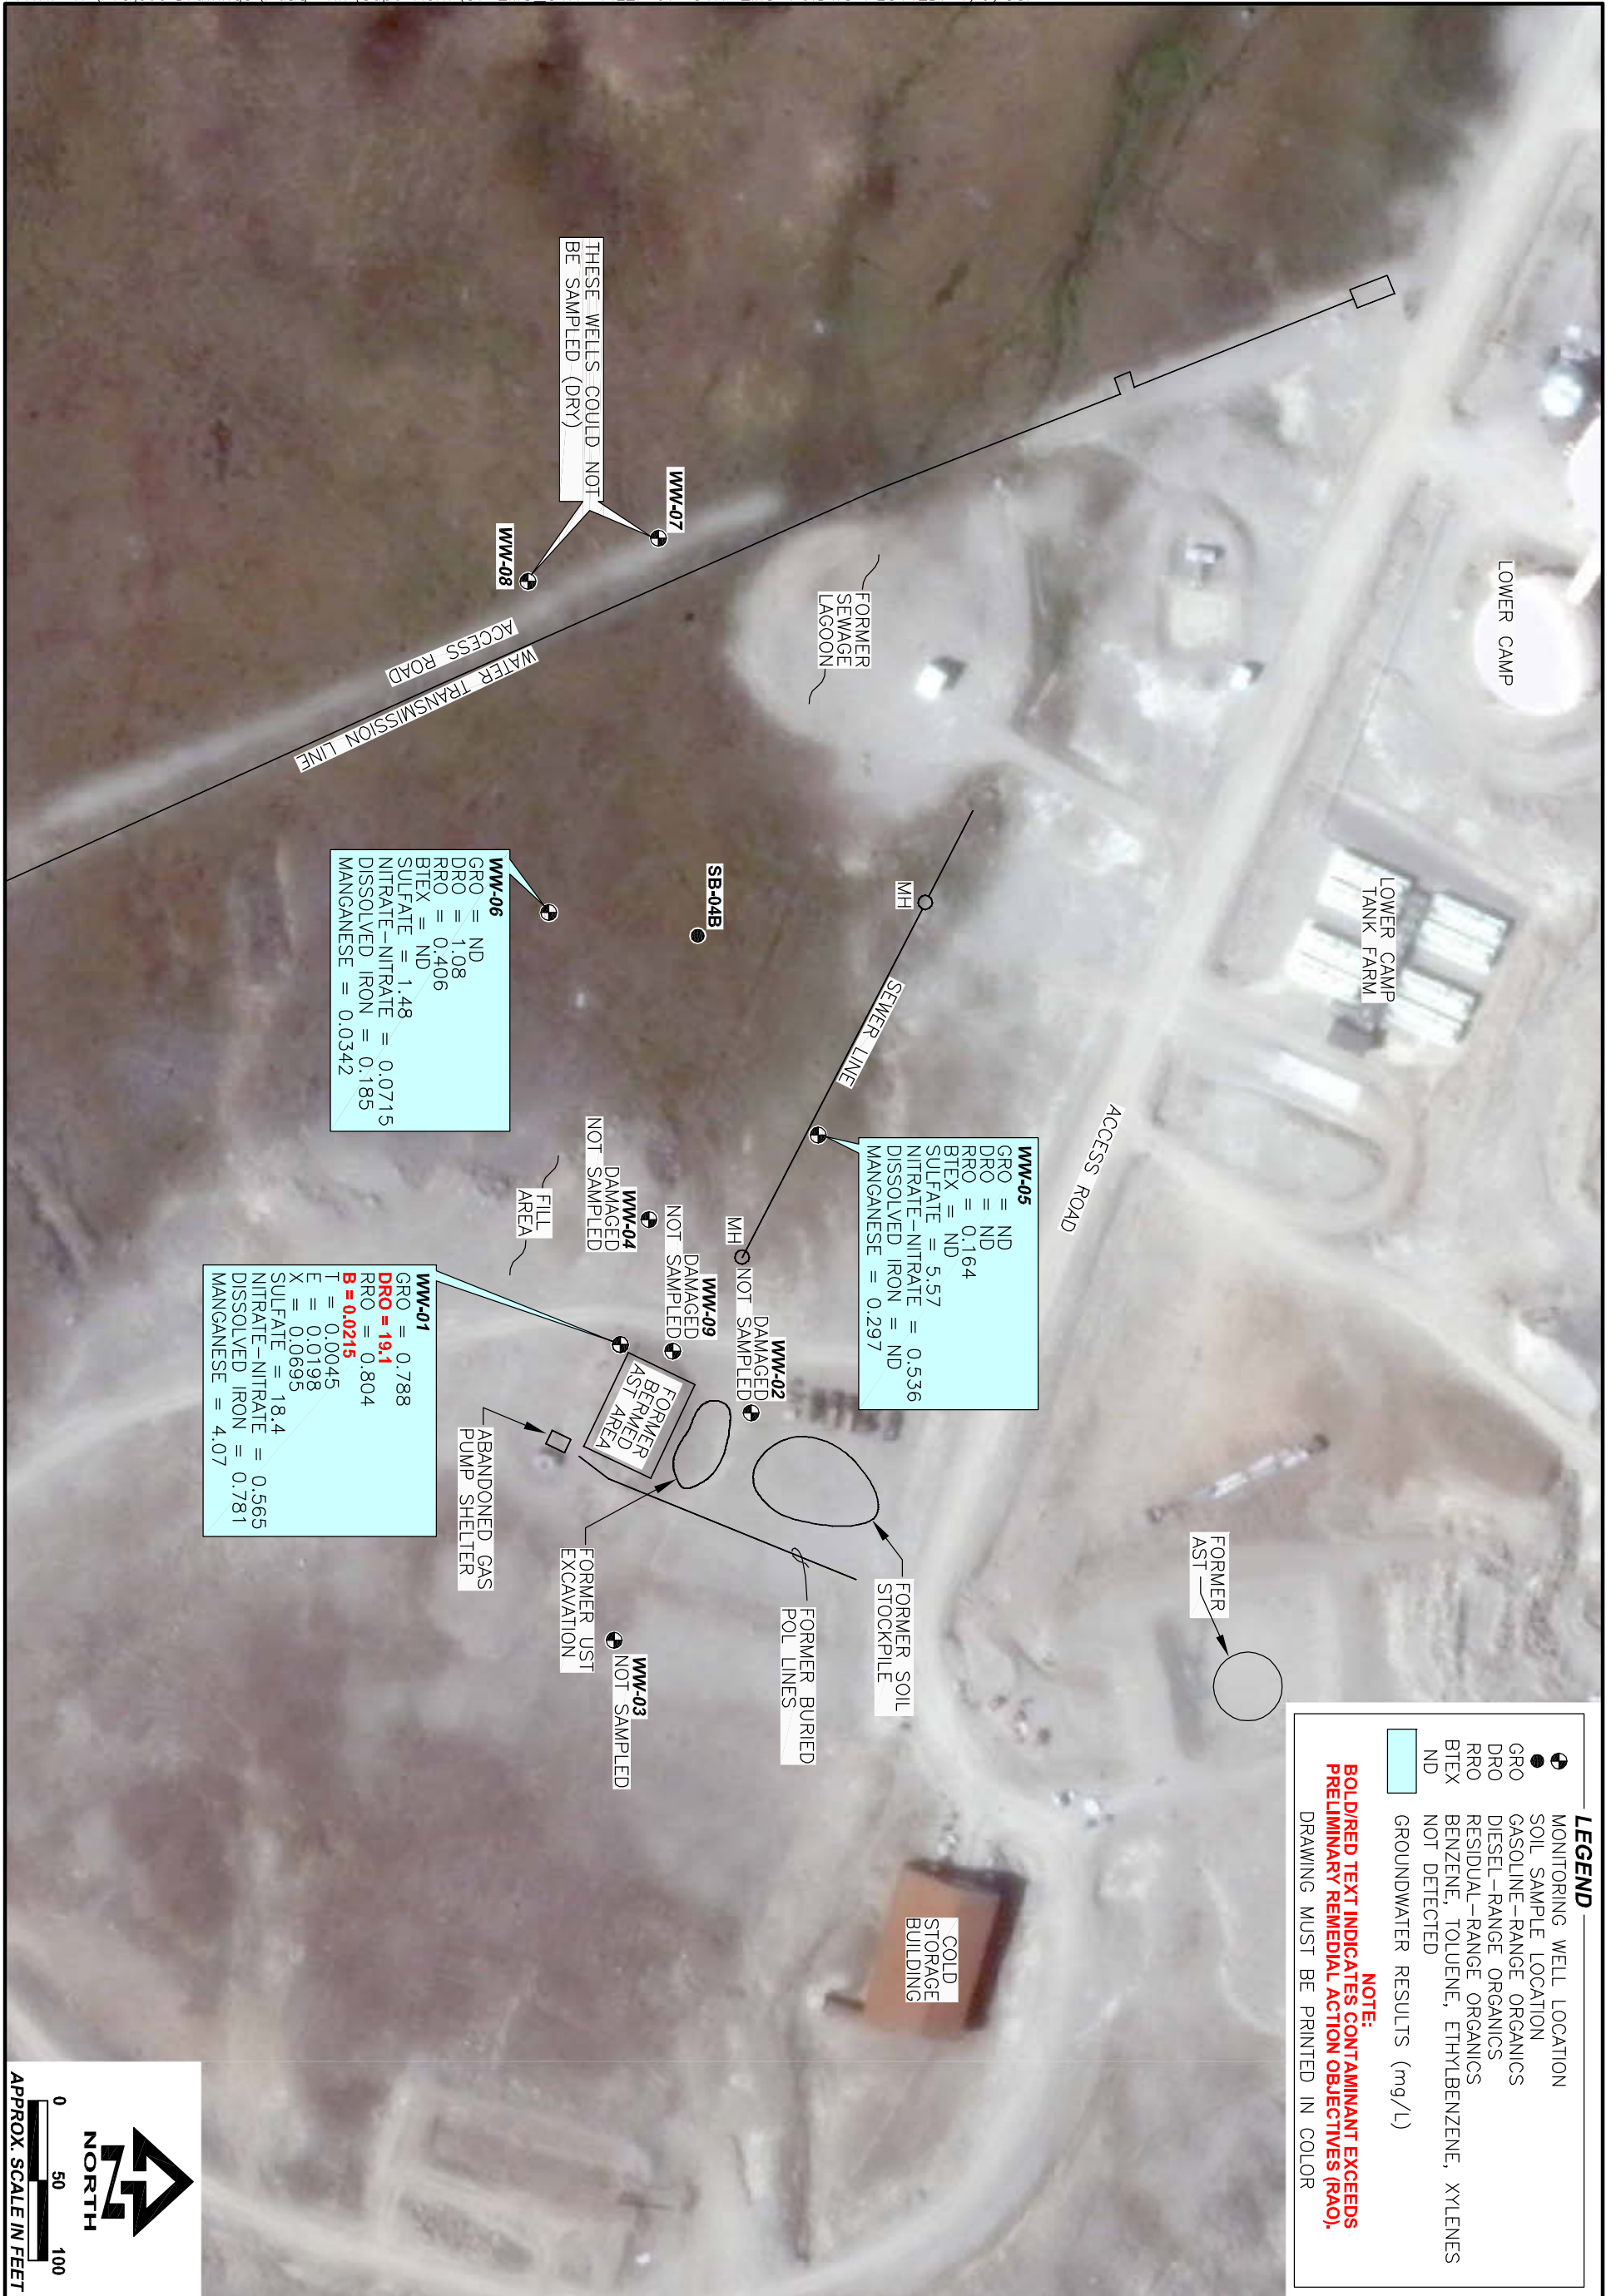 LEGEND
MONITORING WELL LOCATION
SOIL SAMPLE LOCATION
GRO GASOLINE-RANGE ORGANICS
DRO DIESEL-RANGE ORGANICS
RRO RESIDUAL-RANGE ORGANICS
BTEX BENZENE, TOLUENE, ETHYLBENZENE, XYLENES
ND NOT DETECTED
GROUNDWATER RESULTS (mg/L)
NOTE:
BOLD/RED TEXT INDICATES CONTAMINANT EXCEEDS
PRELIMINARY REMEDIAL ACTION OBJECTIVES (RAO).
DRAWING MUST BE PRINTED IN COLOR
LOWER CAMP
LOWER CAMP
TANK FARM
FORMER
AST
ACCESS ROAD
COLD
STORAGE
BUILDING
FORMER
SEWAGE
LAGOON
MH
SEWER LINE
WW-05
GRO = ND
DRO = ND
RRO = 0.164
BTEX = ND
SULFATE = 5.57
NITRATE-NITRATE = 0.536
DISSOLVED IRON = ND
MANGANESE = 0.297
FORMER SOIL
STOCKPILE
FORMER BURIED
POL LINES
WW-02
DAMAGED
NOT SAMPLED
MH
SB-04B
WW-07
WW-09
DAMAGED
NOT SAMPLED
WW-04
DAMAGED
NOT SAMPLED
WW-03
NOT SAMPLED
FORMER
BERMED
AST AREA
FORMER UST
EXCAVATION
THESE WELLS COULD NOT
BE SAMPLED (DRY)
WW-08
ACCESS ROAD
WATER TRANSMISSION LINE
FILL
AREA
ABANDONED GAS
PUMP SHELTER
WW-06
GRO = ND
DRO = 1.08
RRO = 0.406
BTEX = ND
SULFATE = 1.48
NITRATE-NITRATE = 0.0715
DISSOLVED IRON = 0.185
MANGANESE = 0.0342
WW-01
GRO = 0.788
DRO = 19.1
RRO = 0.804
B = 0.0215
T = 0.0045
E = 0.0198
X = 0.0695
SULFATE = 18.4
NITRATE-NITRATE = 0.565
DISSOLVED IRON = 0.781
MANGANESE = 4.07
NORTH
0 50 100
APPROX. SCALE IN FEET